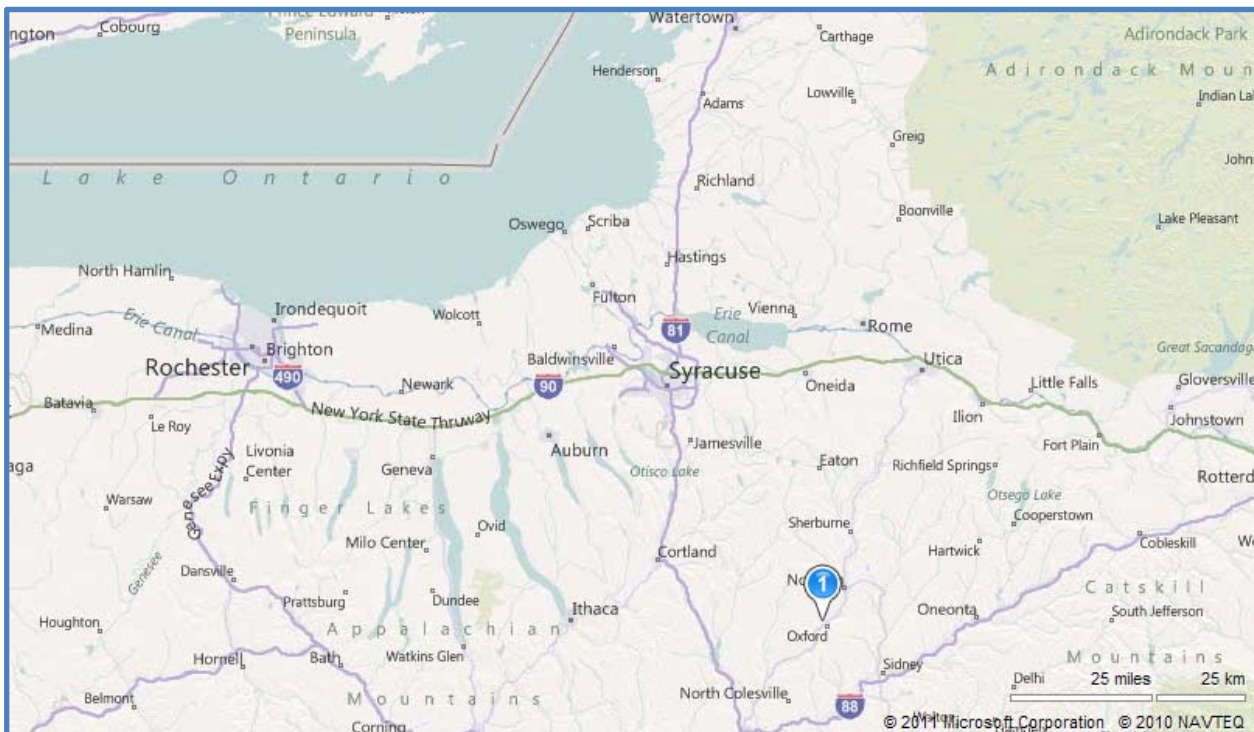 ngton
Cobourg
Prince Edward
Peninsula
Watertown
Carthage
Adirondack Park
Henderson
Adirondack Moun
Adams
Lowville
Indian Lak
Greig
John
Lake Ontario
Richland
Boonville
Lake Pleasant
Oswego
Scriba
Hastings
North Hamlin
Fulton
Irondequoit
Wolcott
Erie
Canal
Vienna
Medina
Erie Canal
81
Rome
Great Sacandaga
Brighton
Baldwinsville
Utica
Rochester
490
90
Syracuse
Newark
Oneida
Little Falls
Gloversville
Batavia
New York State Thruway
Ilion
Johnstown
Le Roy
Livonia
Center
Auburn
Jamesville
Fort Plain
aga
Geneva
Otisco Lake
Eaton
Richfield Springs
Rotterd
Genesee Expy
Warsaw
Finger Lakes
Otsego Lake
Ovid
Sherburne
Cooperstown
Milo Center
Cortland
Hartwick
Cobleskill
We
Genesee
Dansville
No
1
Catskill
Prattsburg
Dundee
Ithaca
Oneonta
South Jefferson
Houghton
Appalachian
Oxford
Hornell
Bath
Watkins Glen
Sidney
Mountains
Delhi
25 miles
25 km
Belmont
Mountains
North Colesville
88
Corning
© 2011 Microsoft Corporation © 2010 NAVTEQ